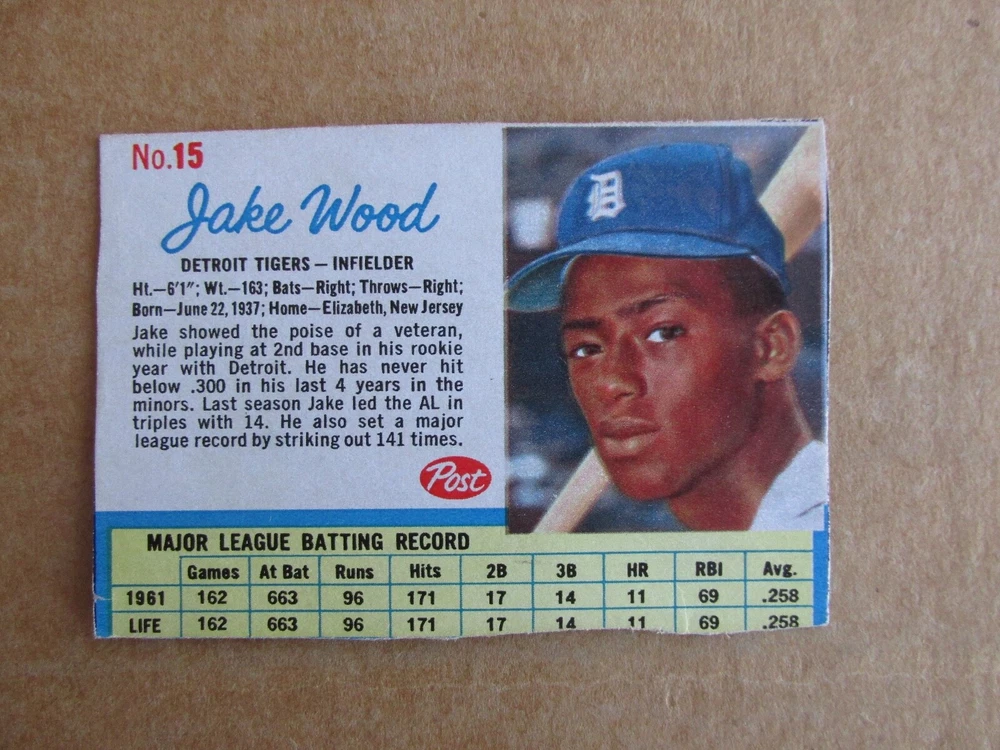 No.15
Jake Wood
DETROIT TIGERS — INFIELDER
Ht.—6'1"; Wt.—163; Bats—Right; Throws—Right;
Born—June 22, 1937; Home—Elizabeth, New Jersey
Jake showed the poise of a veteran,
while playing at 2nd base in his rookie
year with Detroit. He has never hit
below .300 in his last 4 years in the
minors. Last season Jake led the AL in
triples with 14. He also set a major
league record by striking out 141 times.
Post
D
MAJOR LEAGUE BATTING RECORD
Games At Bat Runs Hits 2B 3B HR RBI Avg.
1961 162 663 96 171 17 14 11 69 .258
LIFE 162 663 96 171 17 14 11 69 .258